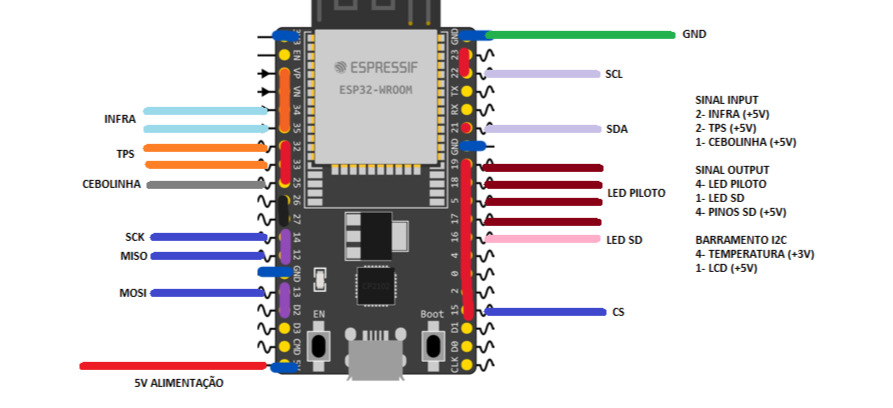 GND
SCL
SDA
LED PILOTO
LED SD
CS
INFRA
TPS
CEBOLINHA
SCK
MISO
MOSI
5V ALIMENTAÇÃO
SINAL INPUT
2- INFRA (+5V)
2- TPS (+5V)
1- CEBOLINHA (+5V)
SINAL OUTPUT
4- LED PILOTO
1- LED SD
4- PINOS SD (+5V)
BARRAMENTO I2C
4- TEMPERATURA (+3V)
1- LCD (+5V)
ESPRESSIF
ESP32-WROOM
EN
VP
VN
34
35
32
33
25
26
27
14
12
GND
13
D2
D3
CMD
GND
23
22
TX
RX
21
GND
19
18
5
17
16
4
0
2
15
D1
D0
CLK
EN
Boot